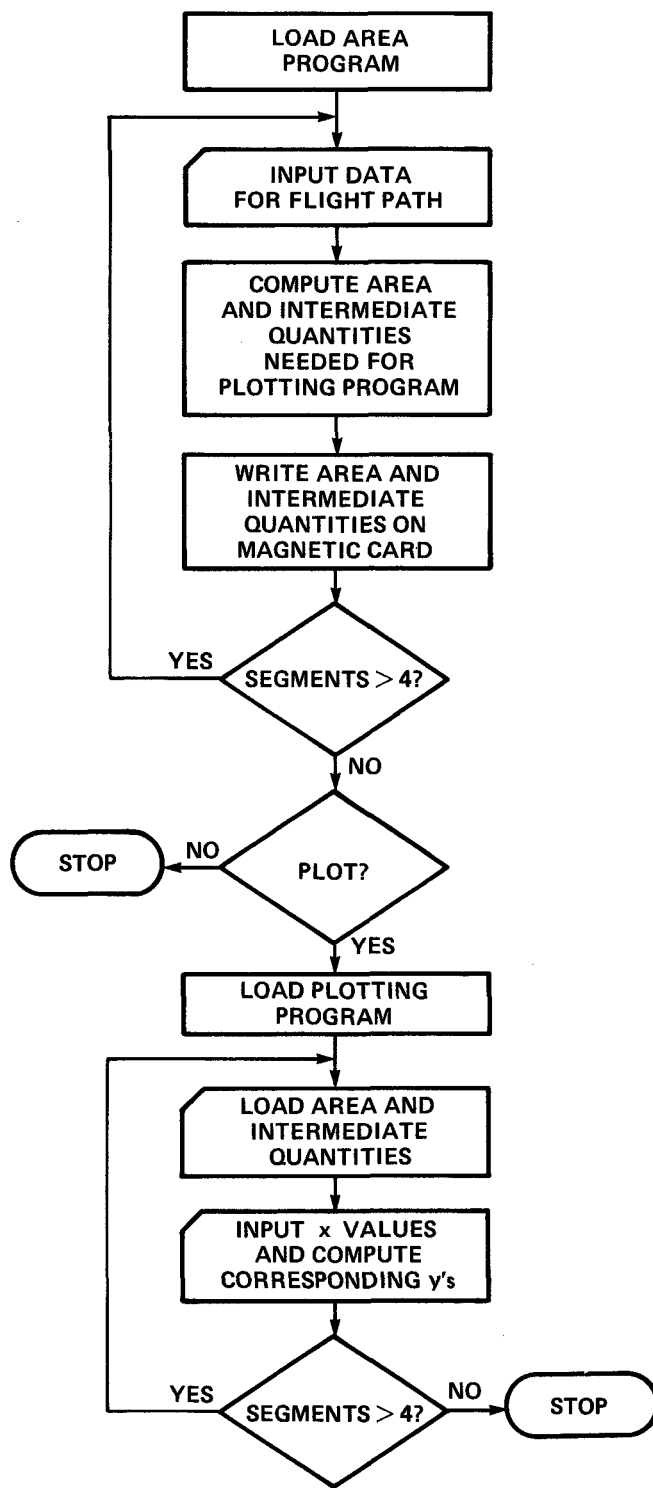 LOAD AREA
PROGRAM
INPUT DATA
FOR FLIGHT PATH
COMPUTE AREA
AND INTERMEDIATE
QUANTITIES
NEEDED FOR
PLOTTING PROGRAM
WRITE AREA AND
INTERMEDIATE
QUANTITIES ON
MAGNETIC CARD
YES
SEGMENTS > 4?
NO
STOP
NO
PLOT?
YES
LOAD PLOTTING
PROGRAM
LOAD AREA AND
INTERMEDIATE
QUANTITIES
INPUT x VALUES
AND COMPUTE
CORRESPONDING y's
YES
SEGMENTS > 4?
NO
STOP